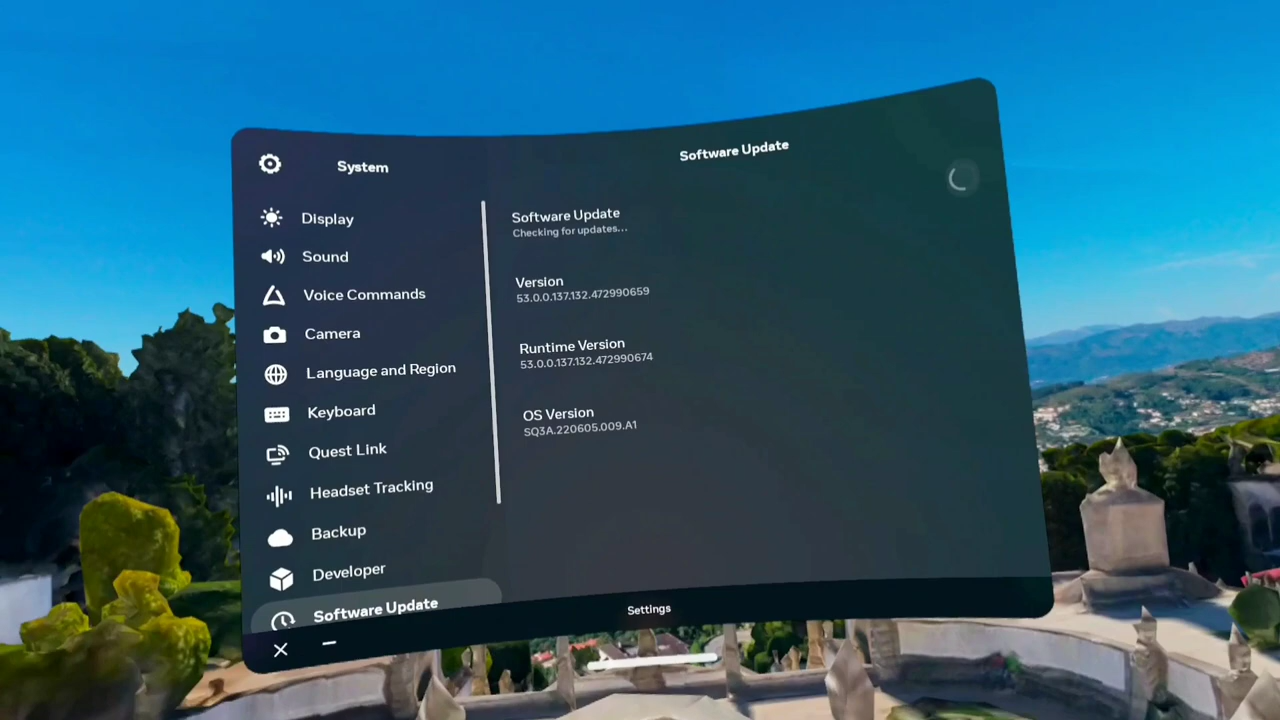 System
Display
Sound
Voice Commands
Camera
Language and Region
Keyboard
Quest Link
Headset Tracking
Backup
Developer
Software Update
Software Update
Software Update
Checking for updates...
Version
53.0.0.137.132.472990659
Runtime Version
53.0.0.137.132.472990674
OS Version
SQ3A.220605.009.A1
Settings